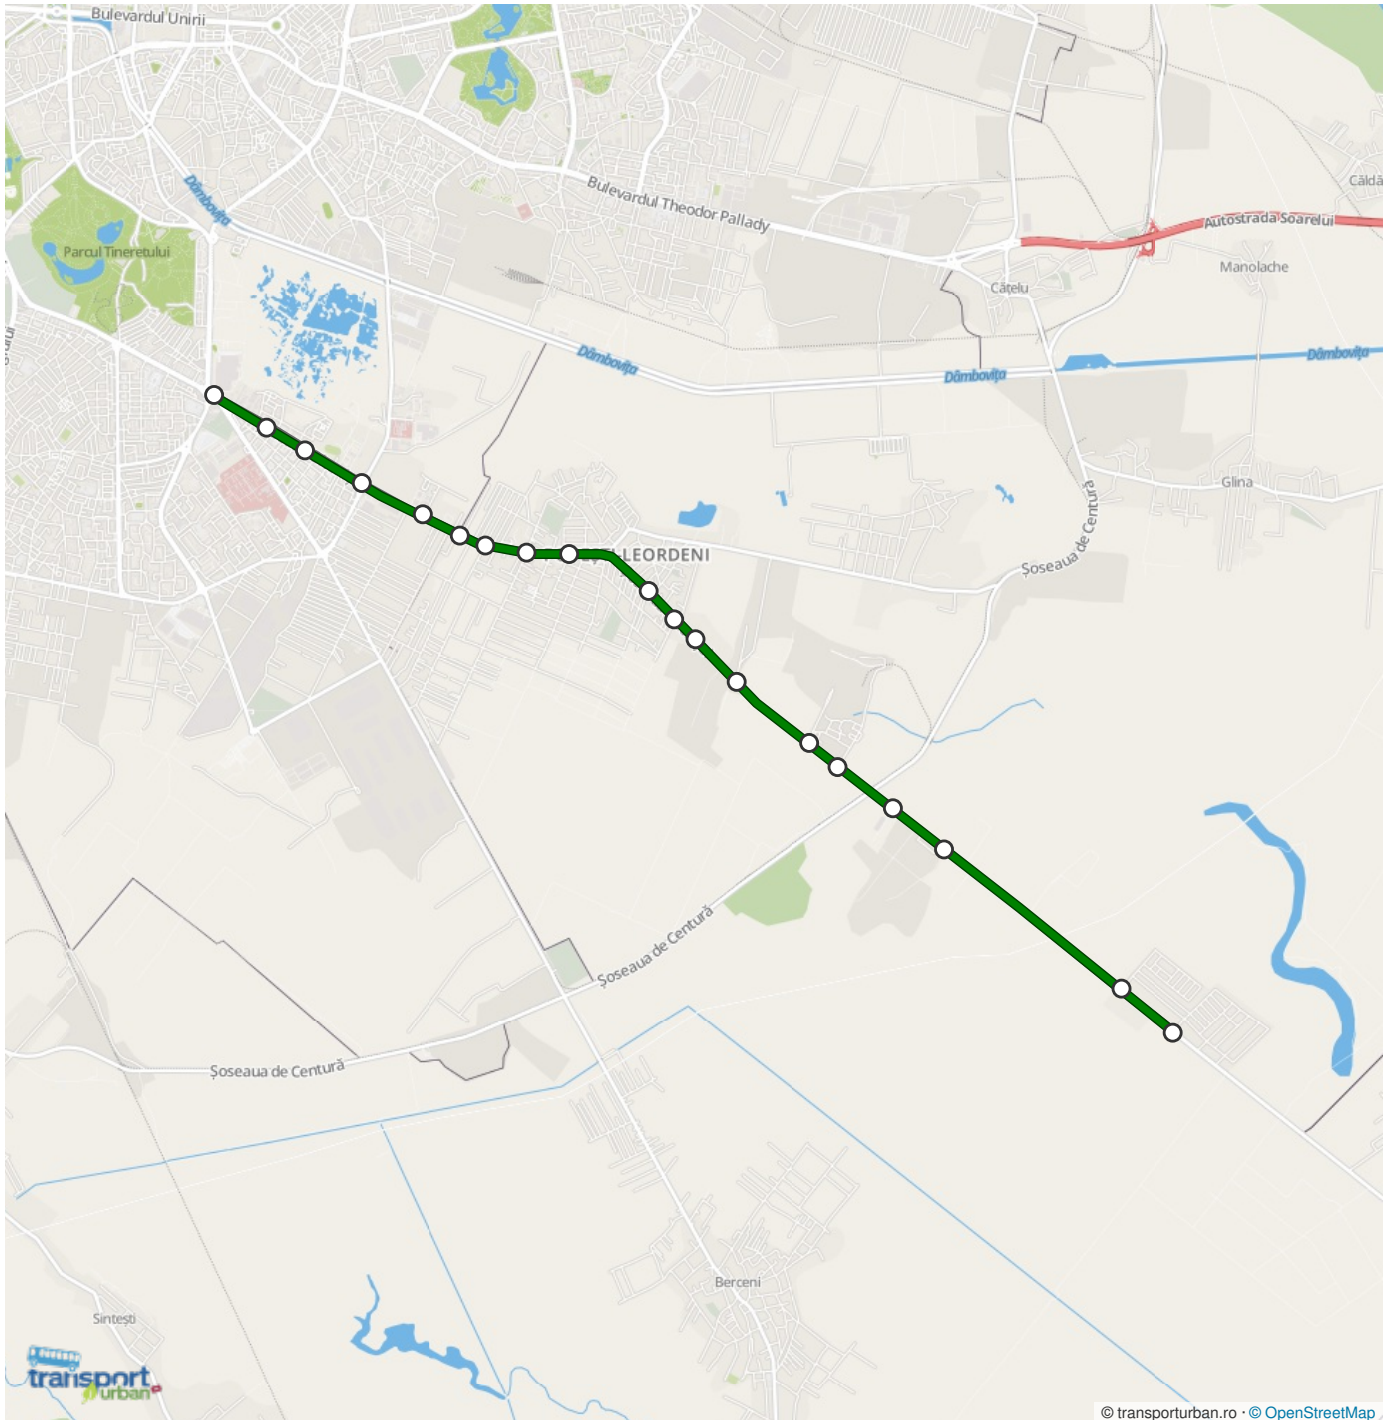 Bulevardul Unirii
Dâmbovița
Bulevardul Theodor Pallady
Căldă
Autostrada Soarelui
Parcul Tineretului
Manolache
Cățelu
Dâmbovița
Dâmbovița
Dâmbovița
Glina
Șoseaua de Centură
LEORDENI
Șoseaua de Centură
Șoseaua de Centură
Berceni
Sintești
transport
urban
© transporturban.ro · © OpenStreetMap